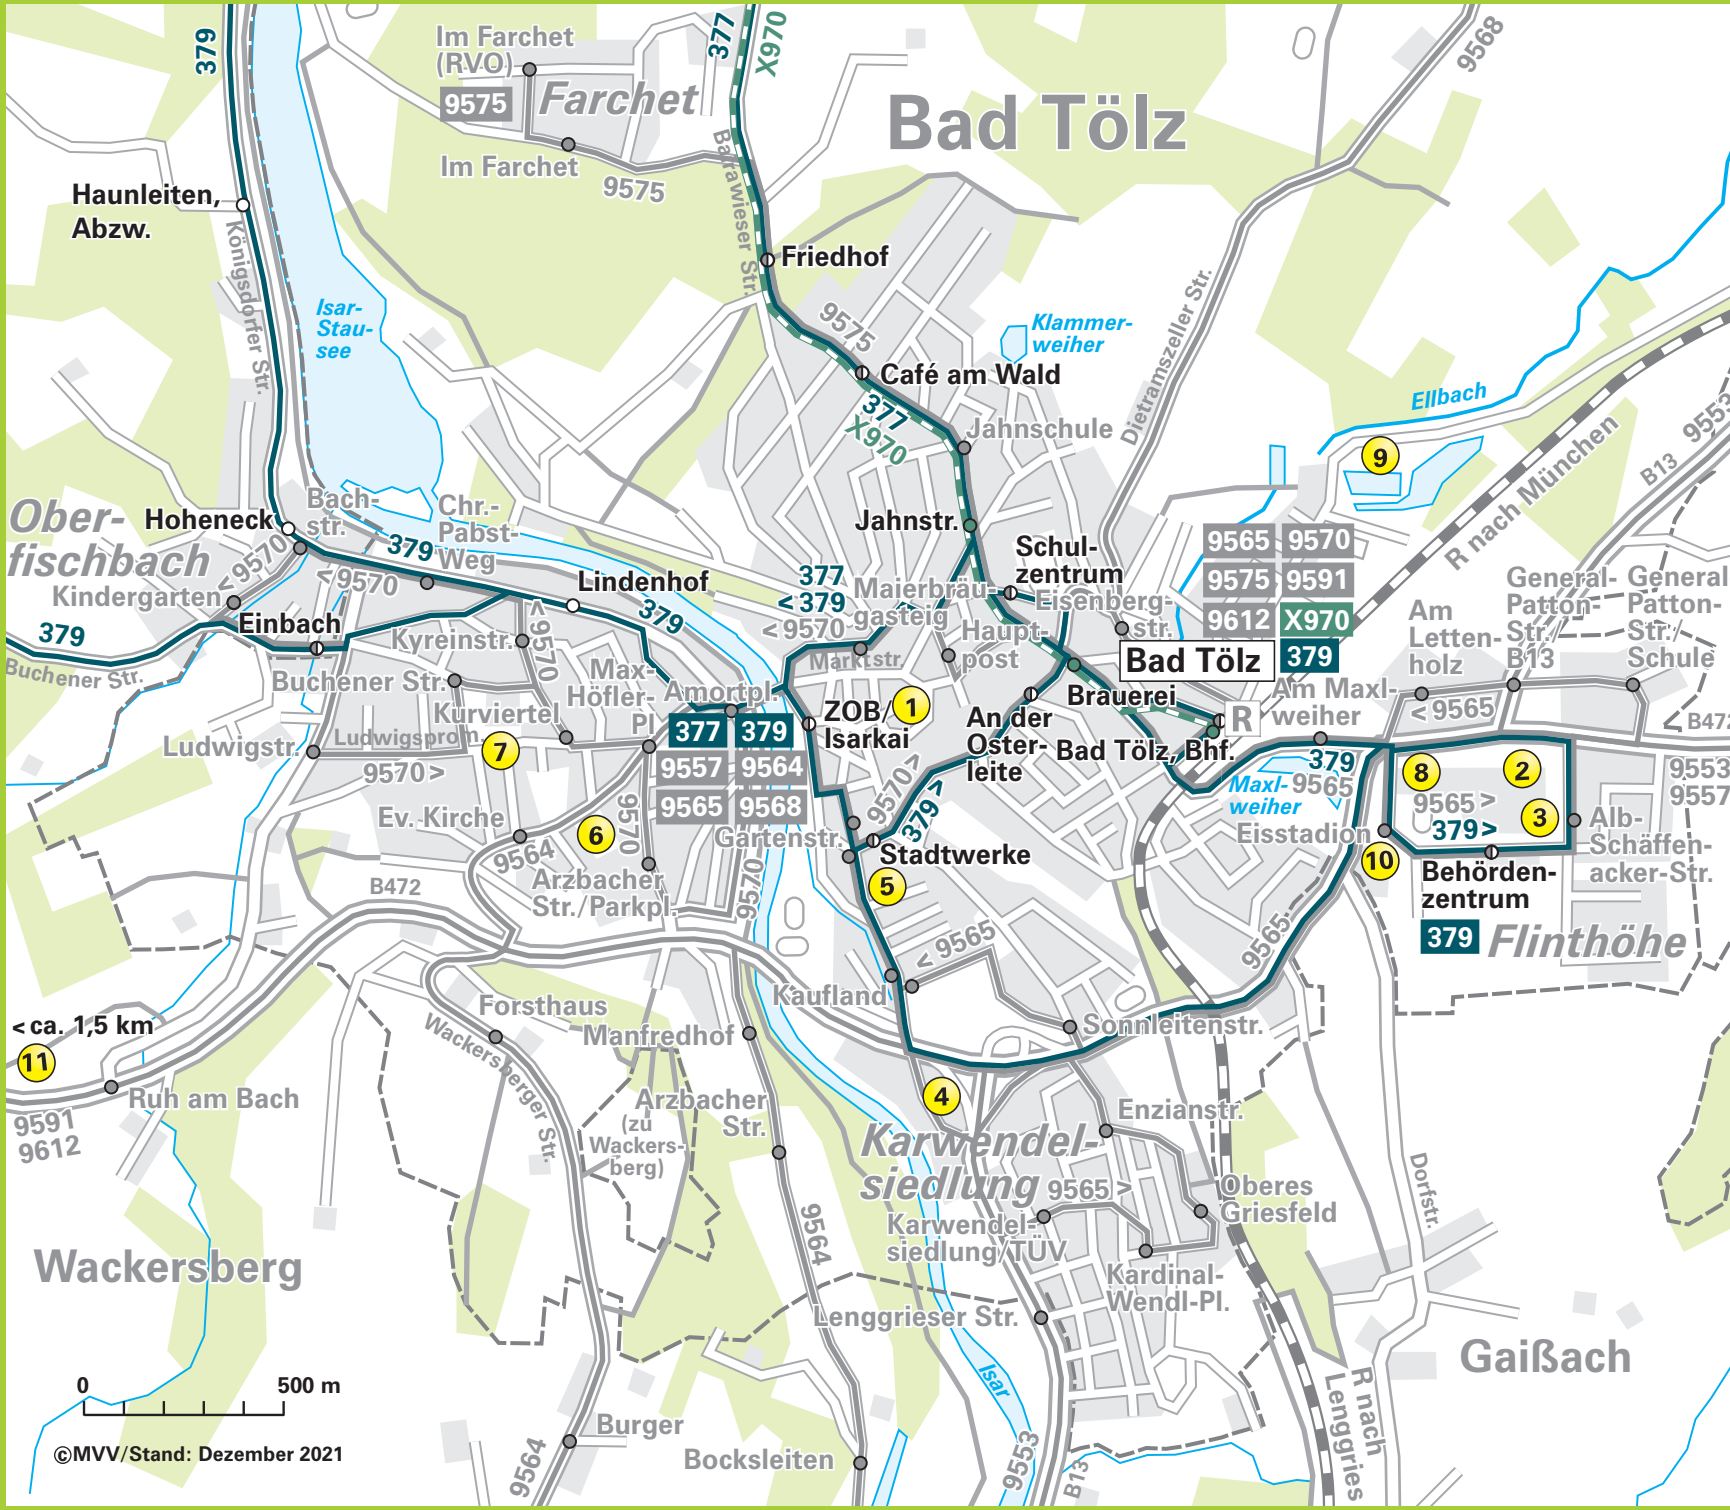 379
377
X970
9568
Im Farchet
(RVO)
9575
Farchet
Im Farchet
9575
Bad Tölz
Bairawieser Str.
Haunleiten,
Abzw.
Königsdorfer Str.
Friedhof
Isar-
Stau-
see
9575
Klammer-
weiher
Dietramszeller Str.
Café am Wald
377
X970
Jahnschule
Ellbach
9553
B13
R nach München
9
Ober-
fischbach
Hoheneck
Bach-
str.
Chr.-
Pabst-
Weg
379
< 9570
< 9570
Kindergarten
Lindenhof
379
Jahnstr.
Schul-
zentrum
377
< 379
< 9570
Maierbräu-
gasteig
Eisenberg-
str.
Haupt-
post
9565
9570
9575
9591
9612
X970
379
Bad Tölz
General-
Patton-
Str./
B13
General
Patton-
Str./
Schule
Am
Letten-
holz
379
Buchener Str.
Einbach
Kyreinstr.
< 9570
Marktstr.
Buchener Str.
Max-
Höfler-
Pl.
Amortpl.
Brauerei
Am Maxl-
weiher
< 9565
B472
Kurviertel
Ludwigstr.
Ludwigsprom.
9570 >
7
377
379
9557
9564
9565
9568
ZOB/
Isarkai
1
An der
Oster-
leite
Bad Tölz, Bhf.
R
379
9565
Maxl-
weiher
8
2
9565 >
379 >
3
9553
9557
Ev. Kirche
9564
6
9570
9570 >
379 >
Gartenstr.
Stadtwerke
Eisstadion
10
Alb-
Schäffen-
acker-Str.
Behörden-
zentrum
379
Flinthöhe
B472
Arzbacher
Str./Parkpl.
9570
5
< 9565
9565
Kaufland
Sonnleitenstr.
< ca. 1,5 km
11
Ruh am Bach
9591
9612
Forsthaus
Wackersberger Str.
Manfredhof
Arzbacher
Str.
(zu
Wackers-
berg)
4
Enzianstr.
Karwendel-
siedlung
9565 >
Oberes
Griesfeld
Karwendel-
siedlung/TÜV
Dorfstr.
Wackersberg
9564
Kardinal-
Wendl-Pl.
Lenggrieser Str.
Gaißach
Isar
R nach
Lenggries
0
500 m
Burger
9564
Bocksleiten
9553
B13
©MVV/Stand: Dezember 2021